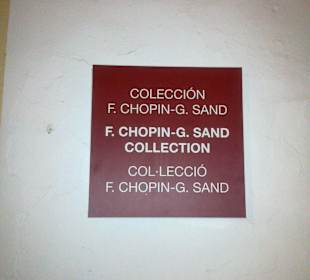 COLECCIÓN
F. CHOPIN-G. SAND
F. CHOPIN-G. SAND
COLLECTION
COL·LECCIÓ
F. CHOPIN-G. SAND